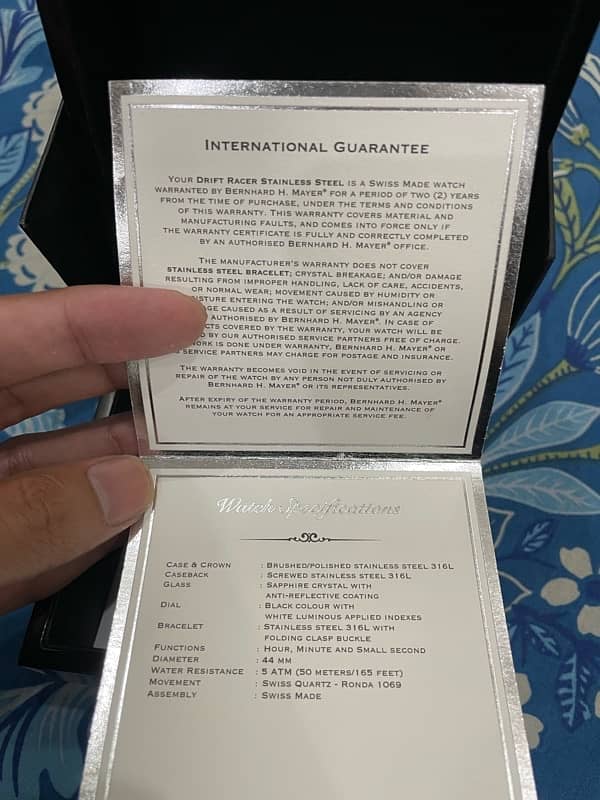 INTERNATIONAL GUARANTEE
YOUR DRIFT RACER STAINLESS STEEL IS A SWISS MADE WATCH
WARRANTED BY BERNHARD H. MAYER® FOR A PERIOD OF TWO (2) YEARS
FROM THE TIME OF PURCHASE, UNDER THE TERMS AND CONDITIONS
OF THIS WARRANTY. THIS WARRANTY COVERS MATERIAL AND
MANUFACTURING FAULTS, AND COMES INTO FORCE ONLY IF
THE WARRANTY CERTIFICATE IS FULLY AND CORRECTLY COMPLETED
BY AN AUTHORISED BERNHARD H. MAYER® OFFICE.
THE MANUFACTURER'S WARRANTY DOES NOT COVER
STAINLESS STEEL BRACELET; CRYSTAL BREAKAGE; AND/OR DAMAGE
RESULTING FROM IMPROPER HANDLING, LACK OF CARE, ACCIDENTS,
OR NORMAL WEAR; MOVEMENT CAUSED BY HUMIDITY OR
ENTERING THE WATCH; AND/OR MISHANDLING OR
CAUSED AS A RESULT OF SERVICING BY AN AGENCY
AUTHORISED BY BERNHARD H. MAYER®. IN CASE OF
COVERED BY THE WARRANTY, YOUR WATCH WILL BE
BY OUR AUTHORISED SERVICE PARTNERS FREE OF CHARGE.
IS DONE UNDER WARRANTY, BERNHARD H. MAYER® OR
SERVICE PARTNERS MAY CHARGE FOR POSTAGE AND INSURANCE.
THE WARRANTY BECOMES VOID IN THE EVENT OF SERVICING OR
REPAIR OF THE WATCH BY ANY PERSON NOT DULY AUTHORISED BY
BERNHARD H. MAYER® OR ITS REPRESENTATIVES.
AFTER EXPIRY OF THE WARRANTY PERIOD, BERNHARD H. MAYER®
REMAINS AT YOUR SERVICE FOR REPAIR AND MAINTENANCE OF
YOUR WATCH FOR AN APPROPRIATE SERVICE FEE.
Watch Specifications
CASE & CROWN : BRUSHED/POLISHED STAINLESS STEEL 316L
CASEBACK : SCREWED STAINLESS STEEL 316L
GLASS : SAPPHIRE CRYSTAL WITH
ANTI-REFLECTIVE COATING
DIAL : BLACK COLOUR WITH
WHITE LUMINOUS APPLIED INDEXES
BRACELET : STAINLESS STEEL 316L WITH
FOLDING CLASP BUCKLE
FUNCTIONS : HOUR, MINUTE AND SMALL SECOND
DIAMETER : 44 MM
WATER RESISTANCE : 5 ATM (50 METERS/165 FEET)
MOVEMENT : SWISS QUARTZ - RONDA 1069
ASSEMBLY : SWISS MADE